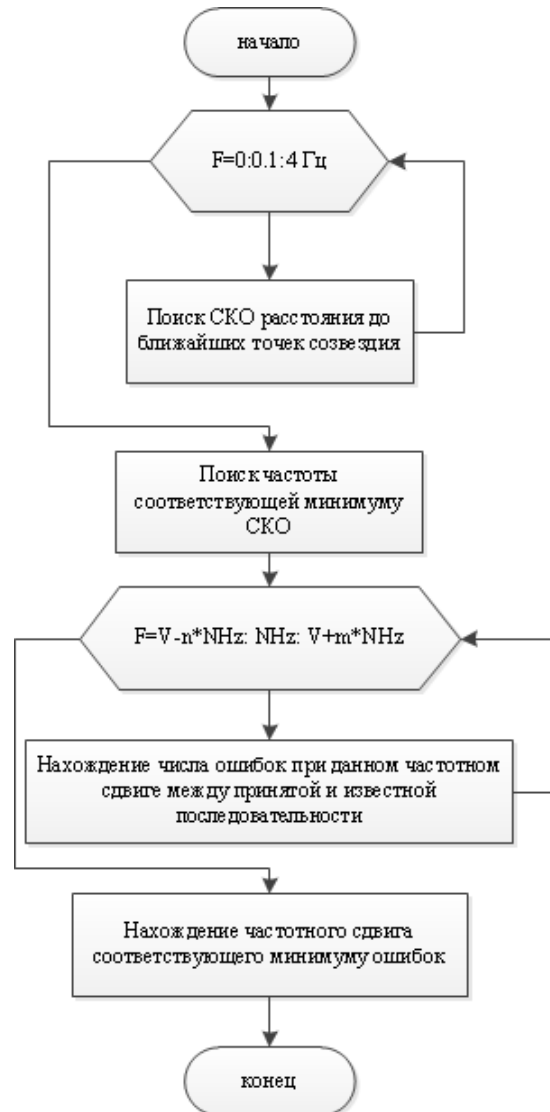 начало
F=0:0.1:4 Гц
Поиск СКО расстояния до
ближайших точек созвездия
Поиск частоты
соответствующей минимуму
СКО
F=V-n*NHz: NHz: V+m*NHz
Нахождение числа ошибок при данном частотном
сдвиге между принятой и известной
последовательности
Нахождение частотного сдвига
соответствующего минимуму ошибок
конец